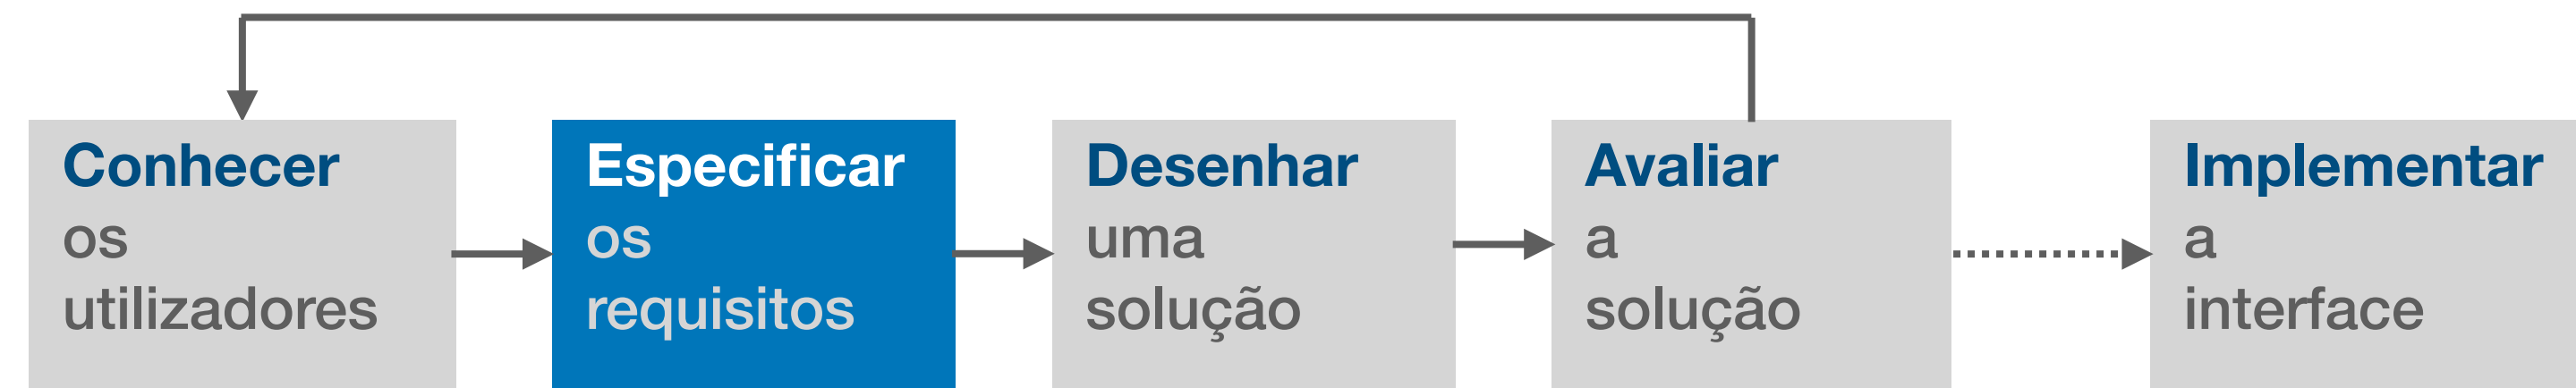 Conhecer
os
utilizadores
Especificar
os
requisitos
Desenhar
uma
solução
Avaliar
a
solução
Implementar
a
interface